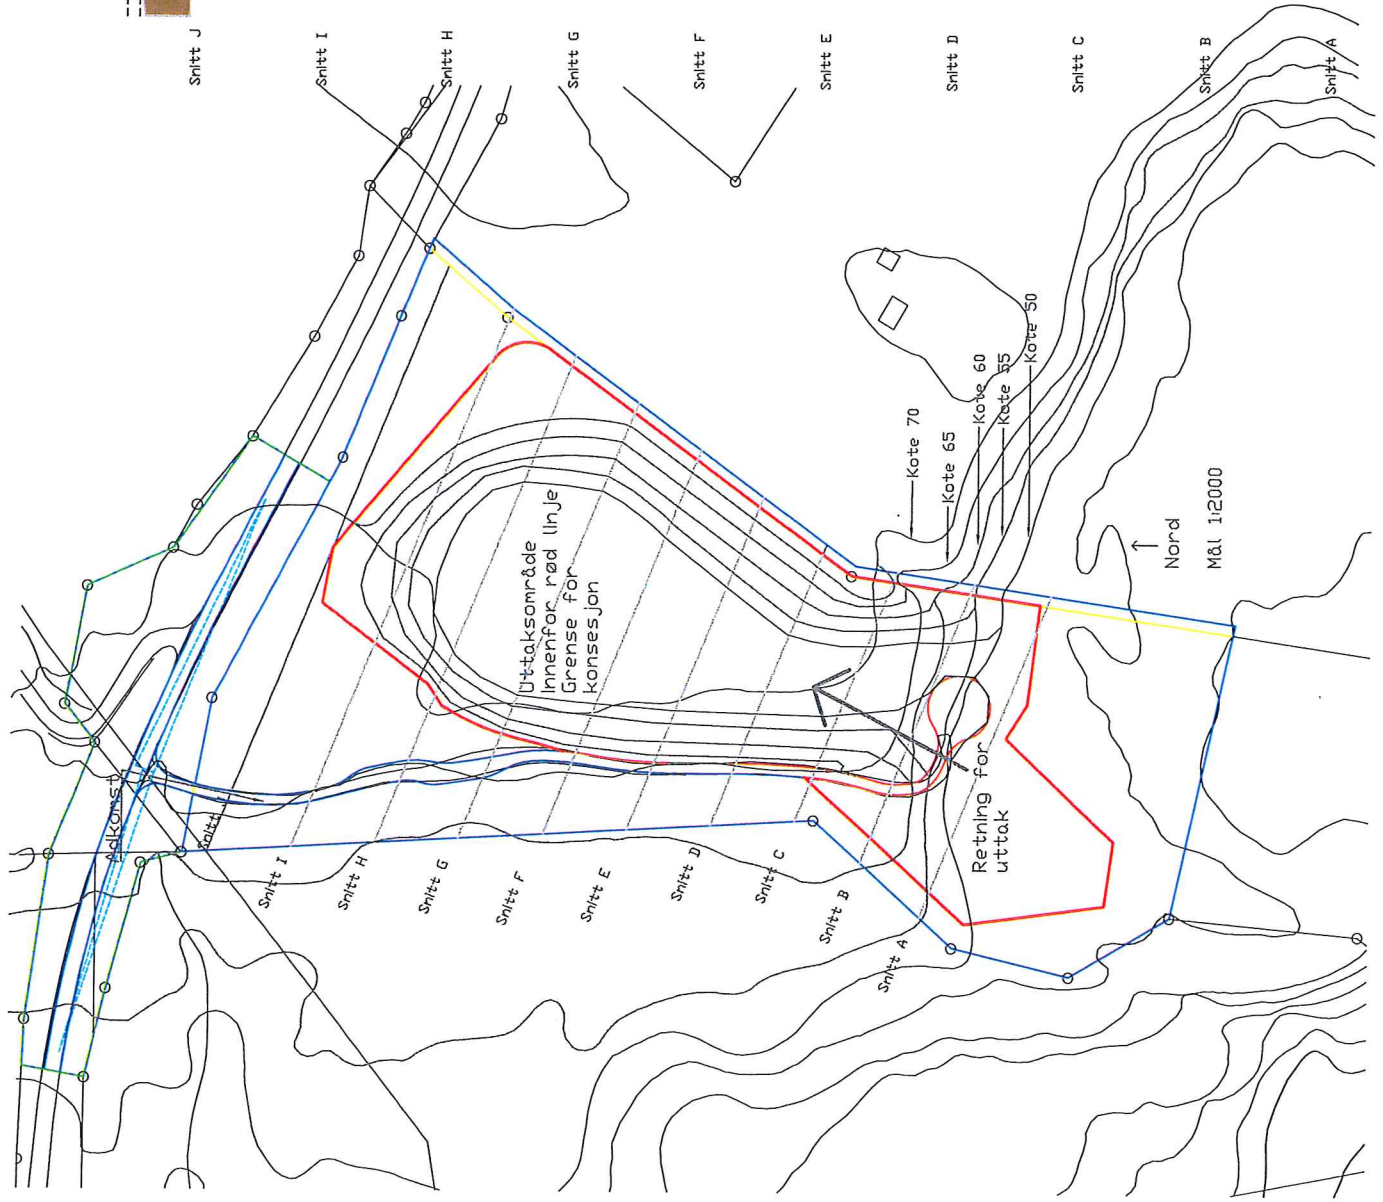 Snitt J
Snitt I
Snitt H
Snitt G
Snitt F
Snitt E
Snitt D
Snitt C
Snitt B
Snitt A
Adkomst
Snitt
Snitt I
Snitt H
Snitt G
Snitt F
Snitt E
Snitt D
Snitt C
Snitt B
Snitt A
Uttaksområde
Innenfor rød linje
Grense for
konsesjon
Kote 70
Kote 65
Kote 60
Kote 55
Kote 50
Retning for
uttak
Nord
Mål 1:2000